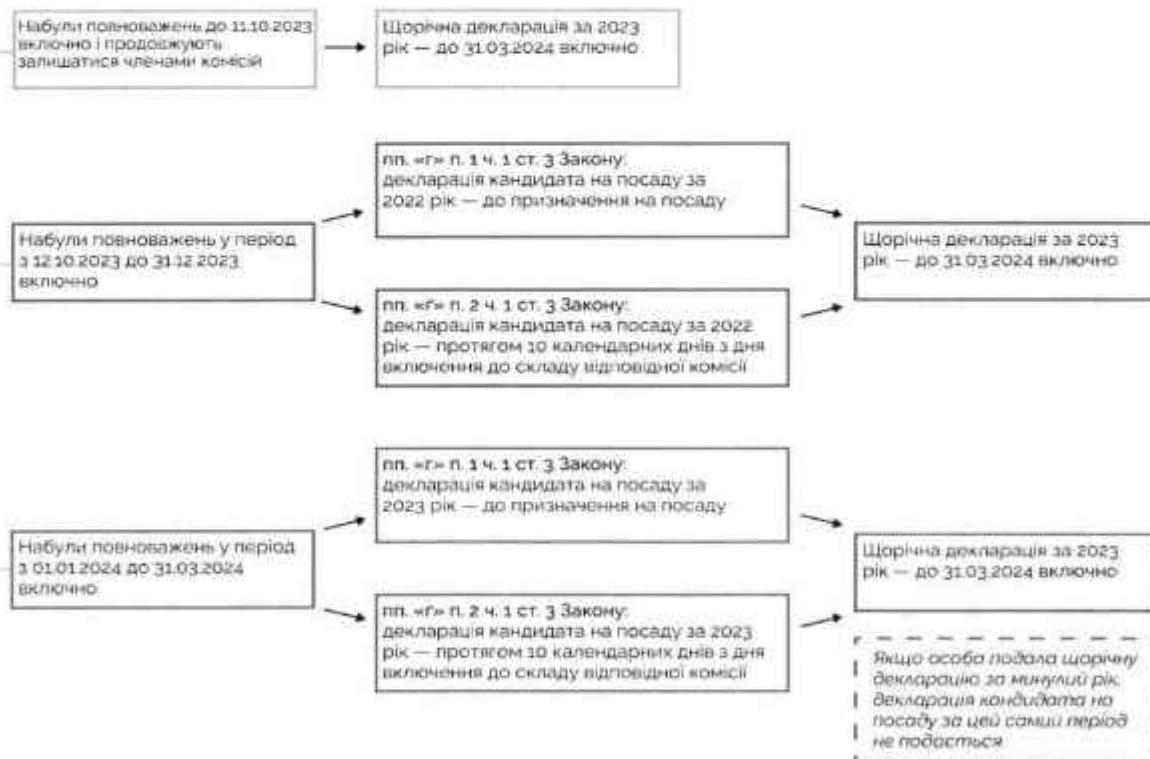 Набули повноважень до 11.10.2023
включно і продовжують
залишатися членами комісій
Щорічна декларація за 2023
рік — до 31.03.2024 включно
пп. «г» п. 1 ч. 1 ст. 3 Закону:
декларація кандидата на посаду за
2022 рік — до призначення на посаду
Набули повноважень у період
з 12.10.2023 до 31.12.2023
включно
Щорічна декларація за 2023
рік — до 31.03.2024 включно
пп. «ґ» п. 2 ч. 1 ст. 3 Закону:
декларація кандидата на посаду за 2022
рік — протягом 10 календарних днів з дня
включення до складу відповідної комісії
пп. «г» п. 1 ч. 1 ст. 3 Закону:
декларація кандидата на посаду за
2023 рік — до призначення на посаду
Набули повноважень у період
з 01.01.2024 до 31.03.2024
включно
Щорічна декларація за 2023
рік — до 31.03.2024 включно
пп. «ґ» п. 2 ч. 1 ст. 3 Закону:
декларація кандидата на посаду за 2023
рік — протягом 10 календарних днів з дня
включення до складу відповідної комісії
Якщо особа подала щорічну
декларацію за минулий рік,
декларація кандидата на
посаду за цей самий період
не подається